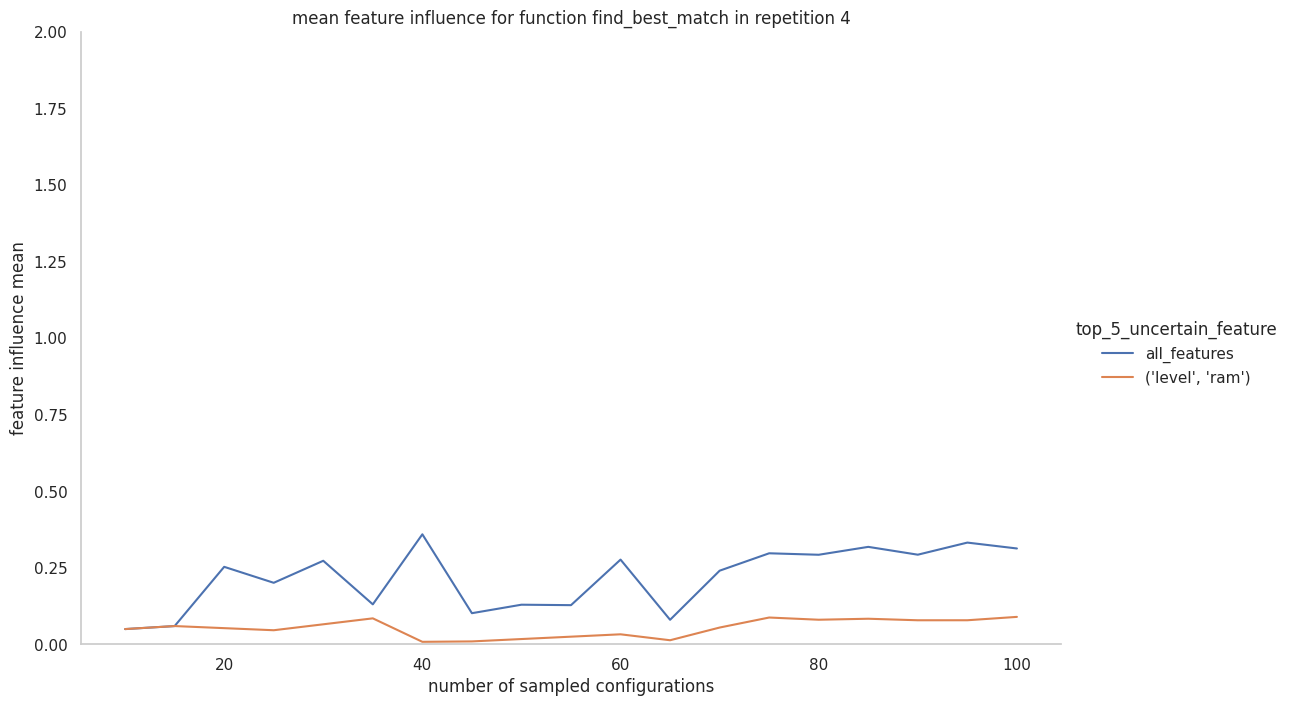 mean feature influence for function find_best_match in repetition 4
2.00
1.75
1.50
1.25
1.00
0.75
0.50
0.25
0.00
feature influence mean
20
40
60
80
100
number of sampled configurations
top_5_uncertain_feature
all_features
('level', 'ram')